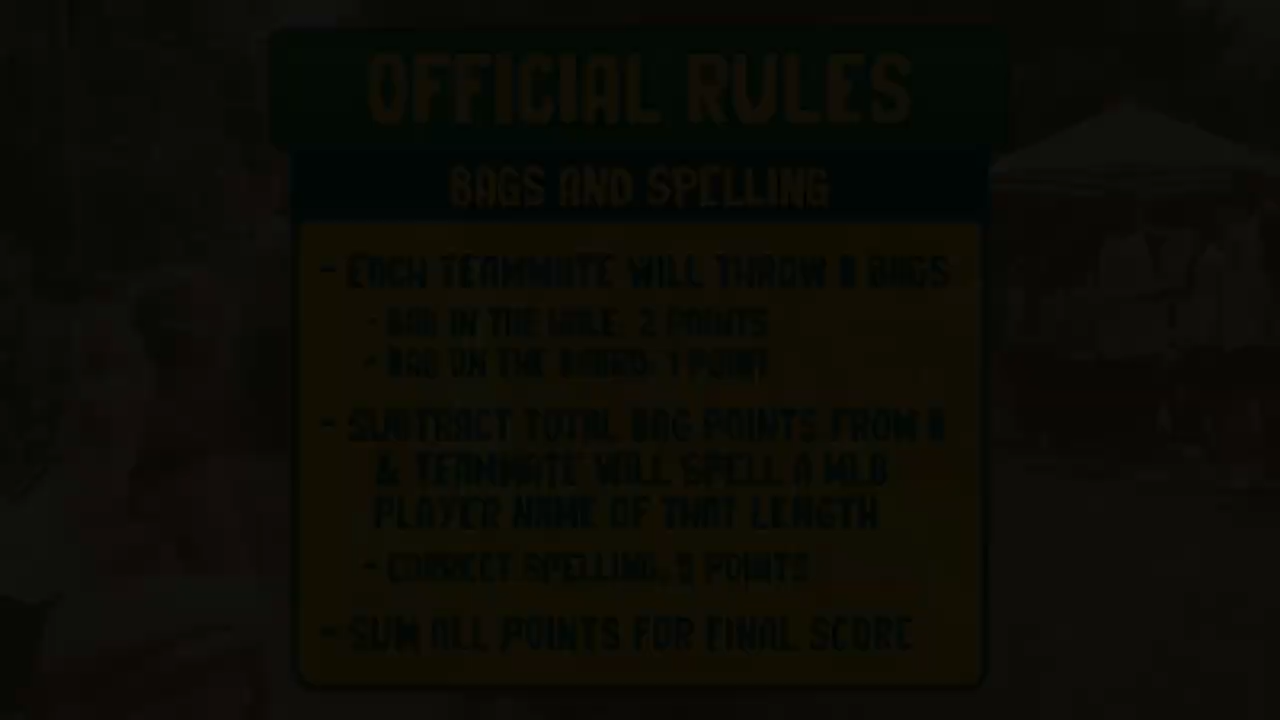 OFFICIAL RULES
BAGS AND SPELLING
- EACH TEAMMATE WILL THROW BAGS
- BAG IN THE HOLE: 2 POINTS
- BAG ON THE BOARD: 1 POINT
- SUBTRACT TOTAL BAG POINTS FROM
& TEAMMATE WILL SPELL A MLB
PLAYER NAME OF THAT LENGTH
- CORRECT SPELLING: POINTS
- SUM ALL POINTS FOR FINAL SCORE